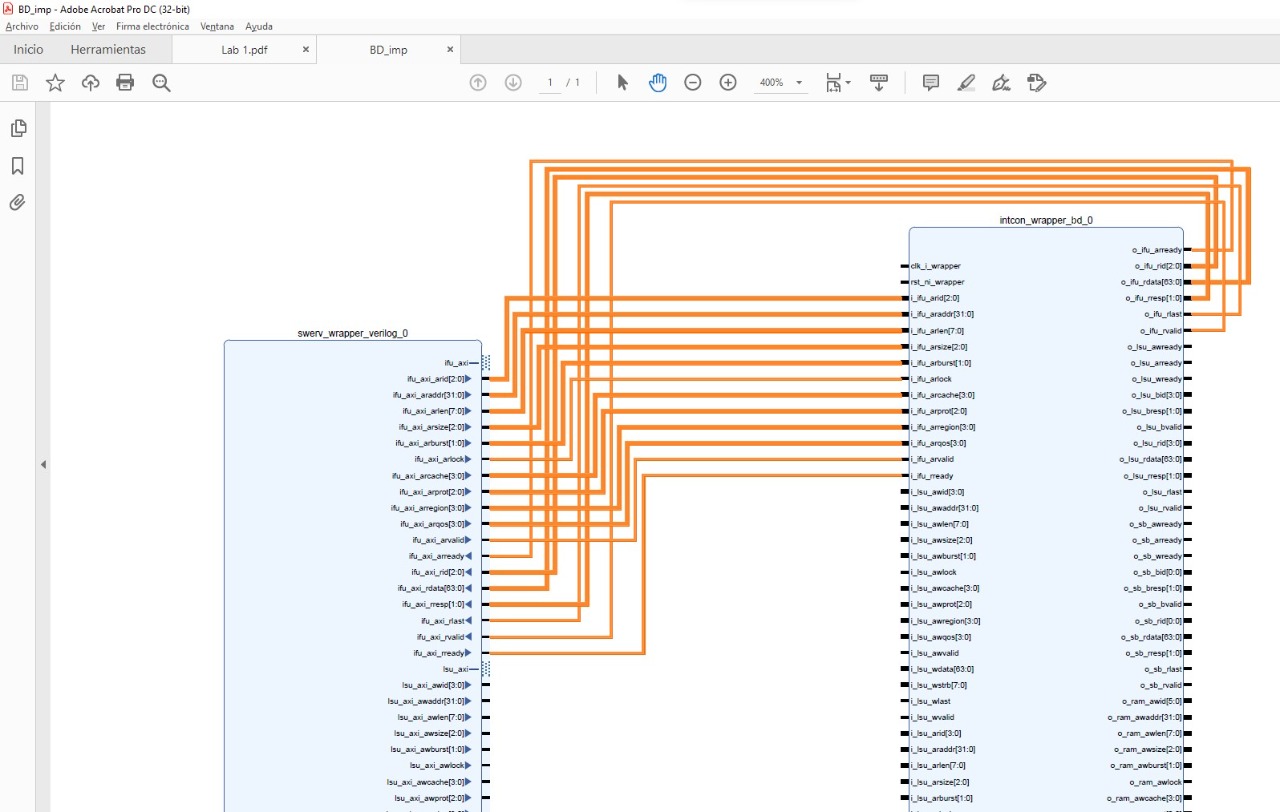 BD_imp - Adobe Acrobat Pro DC (32-bit)
Archivo Edición Ver Firma electrónica Ventana Ayuda
Inicio Herramientas Lab 1.pdf × BD_imp ×
1 / 1 400%
swerv_wrapper_verilog_0
ifu_axi
ifu_axi_arid[2:0]
ifu_axi_araddr[31:0]
ifu_axi_arlen[7:0]
ifu_axi_arsize[2:0]
ifu_axi_arburst[1:0]
ifu_axi_arlock
ifu_axi_arcache[3:0]
ifu_axi_arprot[2:0]
ifu_axi_arregion[3:0]
ifu_axi_arqos[3:0]
ifu_axi_arvalid
ifu_axi_arready
ifu_axi_rid[2:0]
ifu_axi_rdata[63:0]
ifu_axi_rresp[1:0]
ifu_axi_rlast
ifu_axi_rvalid
ifu_axi_rready
lsu_axi
lsu_axi_awid[3:0]
lsu_axi_awaddr[31:0]
lsu_axi_awlen[7:0]
lsu_axi_awsize[2:0]
lsu_axi_awburst[1:0]
lsu_axi_awlock
lsu_axi_awcache[3:0]
lsu_axi_awprot[2:0]
intcon_wrapper_bd_0
clk_i_wrapper
rst_ni_wrapper
i_ifu_arid[2:0]
i_ifu_araddr[31:0]
i_ifu_arlen[7:0]
i_ifu_arsize[2:0]
i_ifu_arburst[1:0]
i_ifu_arlock
i_ifu_arcache[3:0]
i_ifu_arprot[2:0]
i_ifu_arregion[3:0]
i_ifu_arqos[3:0]
i_ifu_arvalid
i_ifu_rready
i_lsu_awid[3:0]
i_lsu_awaddr[31:0]
i_lsu_awlen[7:0]
i_lsu_awsize[2:0]
i_lsu_awburst[1:0]
i_lsu_awlock
i_lsu_awcache[3:0]
i_lsu_awprot[2:0]
i_lsu_awregion[3:0]
i_lsu_awqos[3:0]
i_lsu_awvalid
i_lsu_wdata[63:0]
i_lsu_wstrb[7:0]
i_lsu_wlast
i_lsu_wvalid
i_lsu_arid[3:0]
i_lsu_araddr[31:0]
i_lsu_arlen[7:0]
i_lsu_arsize[2:0]
i_lsu_arburst[1:0]
o_ifu_arready
o_ifu_rid[2:0]
o_ifu_rdata[63:0]
o_ifu_rresp[1:0]
o_ifu_rlast
o_ifu_rvalid
o_lsu_awready
o_lsu_arready
o_lsu_wready
o_lsu_bid[3:0]
o_lsu_bresp[1:0]
o_lsu_bvalid
o_lsu_rid[3:0]
o_lsu_rdata[63:0]
o_lsu_rresp[1:0]
o_lsu_rlast
o_lsu_rvalid
o_sb_awready
o_sb_arready
o_sb_wready
o_sb_bid[0:0]
o_sb_bresp[1:0]
o_sb_bvalid
o_sb_rid[0:0]
o_sb_rdata[63:0]
o_sb_rresp[1:0]
o_sb_rlast
o_sb_rvalid
o_ram_awid[5:0]
o_ram_awaddr[31:0]
o_ram_awlen[7:0]
o_ram_awsize[2:0]
o_ram_awburst[1:0]
o_ram_awlock
o_ram_awcache[3:0]